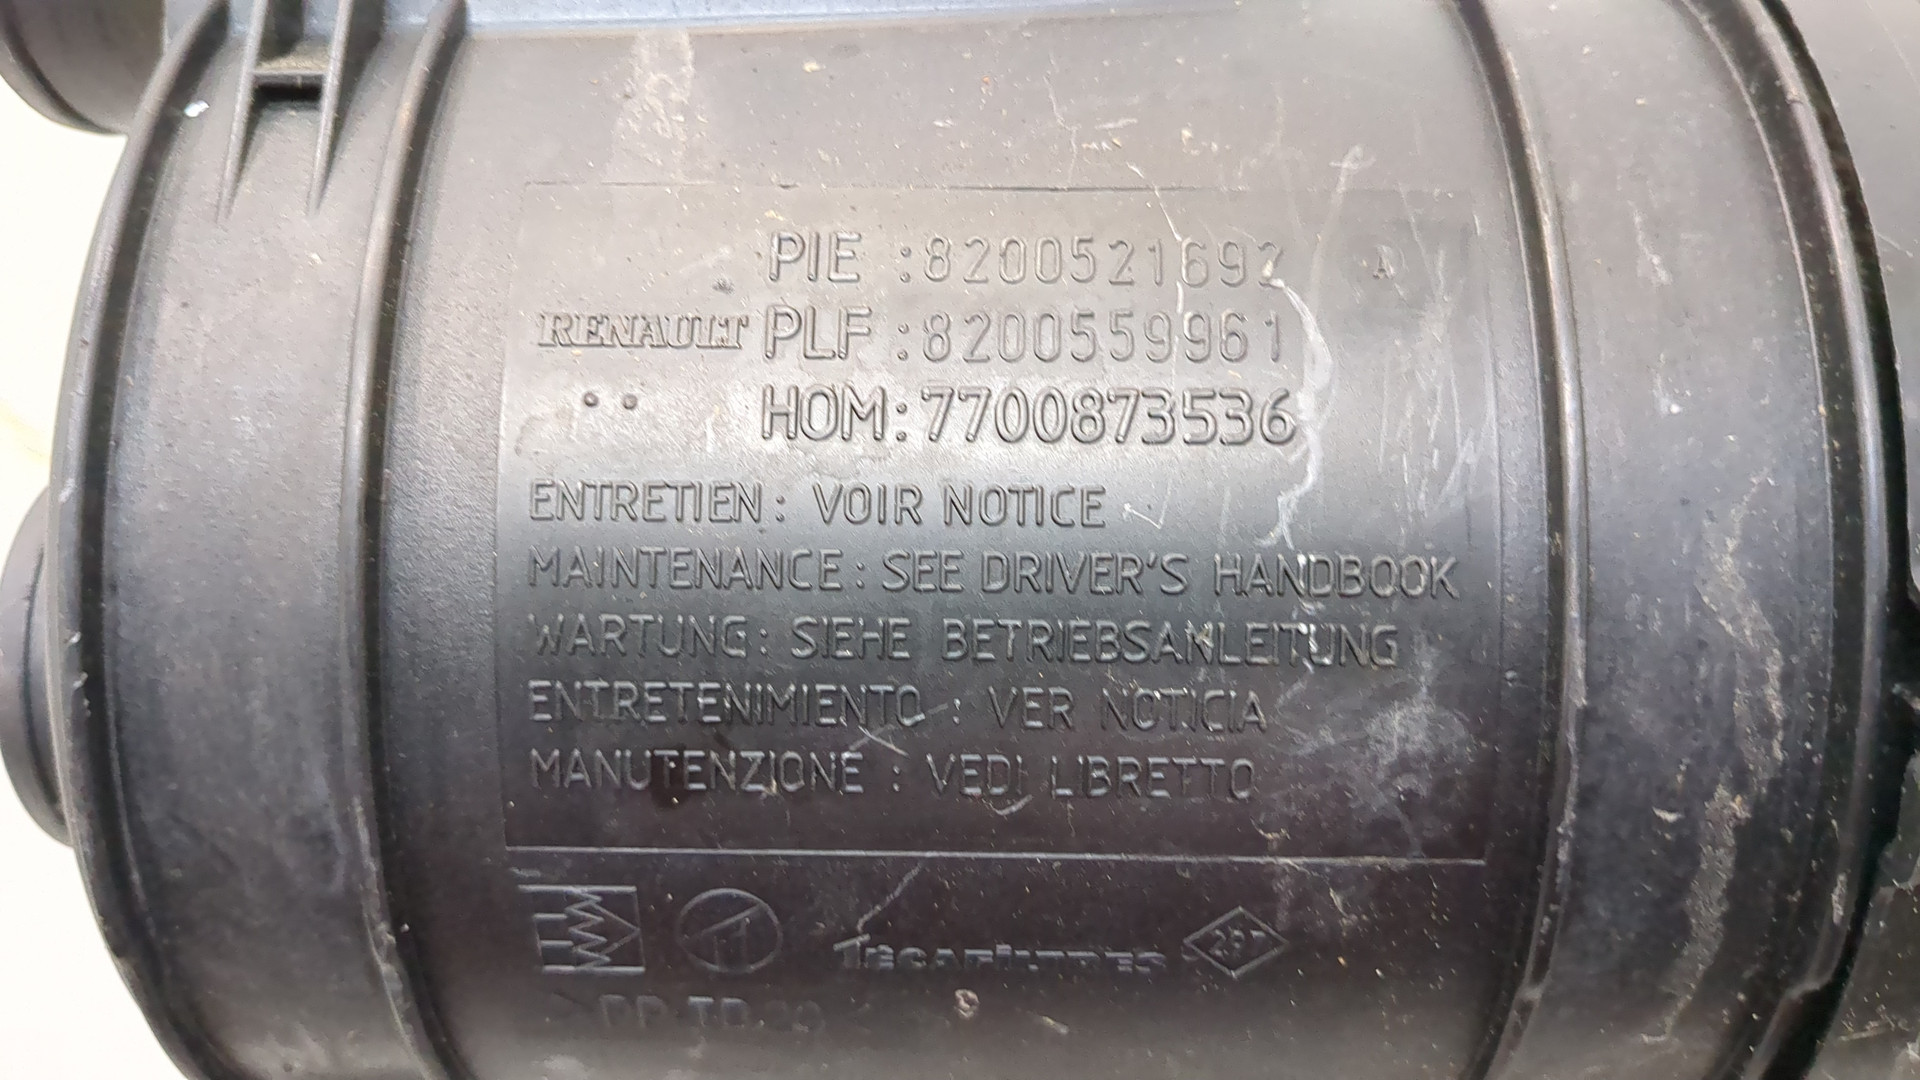 PIE :8200521692 A
RENAULT PLF :8200559961
HOM:7700873536
ENTRETIEN : VOIR NOTICE
MAINTENANCE : SEE DRIVER'S HANDBOOK
WARTUNG : SIEHE BETRIEBSANLEITUNG
ENTRETENIMIENTO : VER NOTICIA
MANUTENZIONE : VEDI LIBRETTO
TECAFILTRES